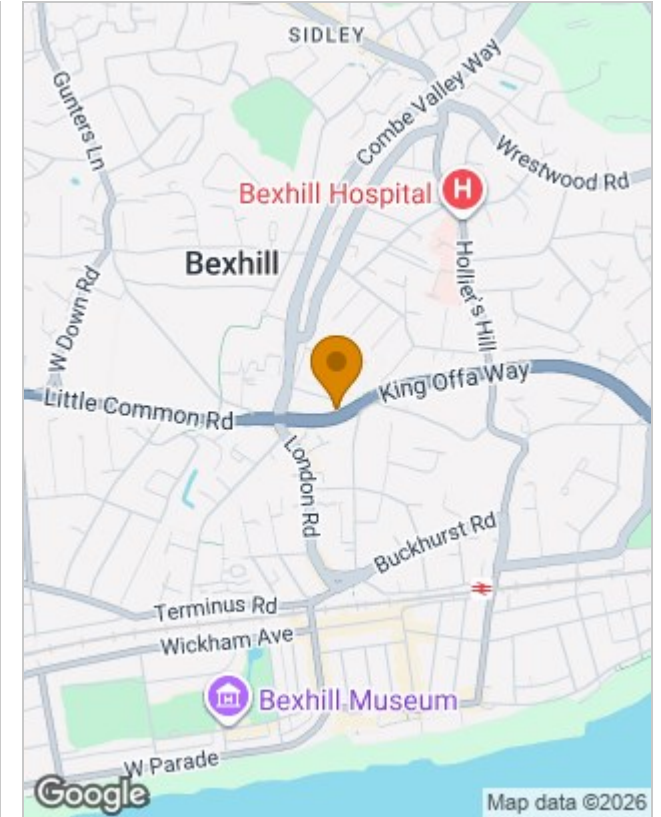 SIDLEY
Gunters Ln
Combe Valley Way
Wrestwood Rd
Bexhill Hospital
H
Bexhill
Hollier's Hill
W Down Rd
King Offa Way
Little Common Rd
London Rd
Buckhurst Rd
Terminus Rd
Wickham Ave
Bexhill Museum
W Parade
Google
Map data ©2026